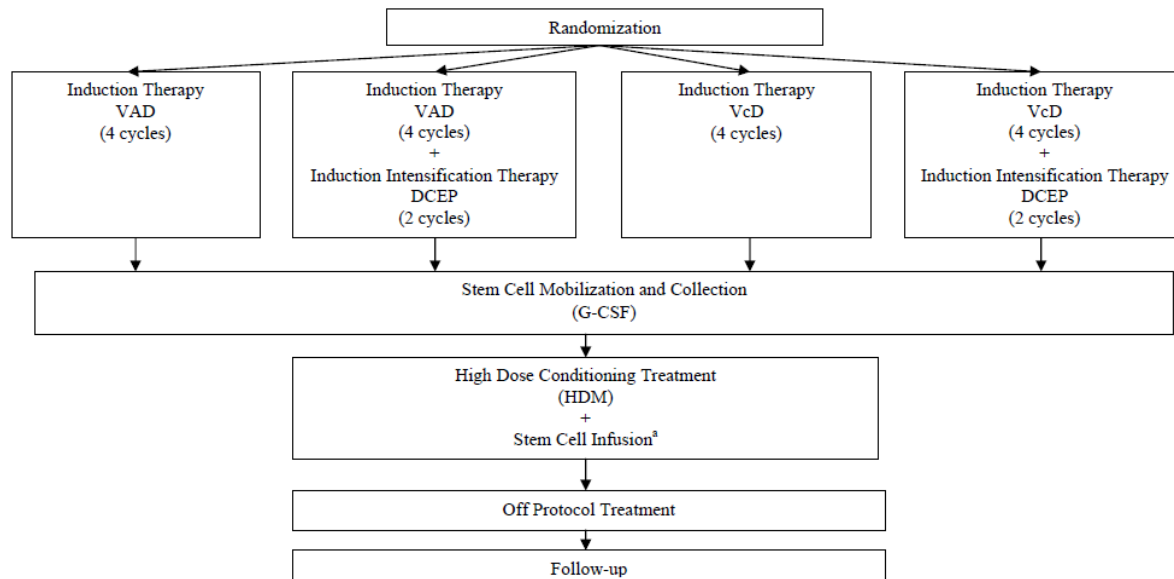 Randomization
Induction Therapy
VAD
(4 cycles)
Induction Therapy
VAD
(4 cycles)
+
Induction Intensification Therapy
DCEP
(2 cycles)
Induction Therapy
VcD
(4 cycles)
Induction Therapy
VcD
(4 cycles)
+
Induction Intensification Therapy
DCEP
(2 cycles)
Stem Cell Mobilization and Collection
(G-CSF)
High Dose Conditioning Treatment
(HDM)
+
Stem Cell Infusionᵃ
Off Protocol Treatment
Follow-up